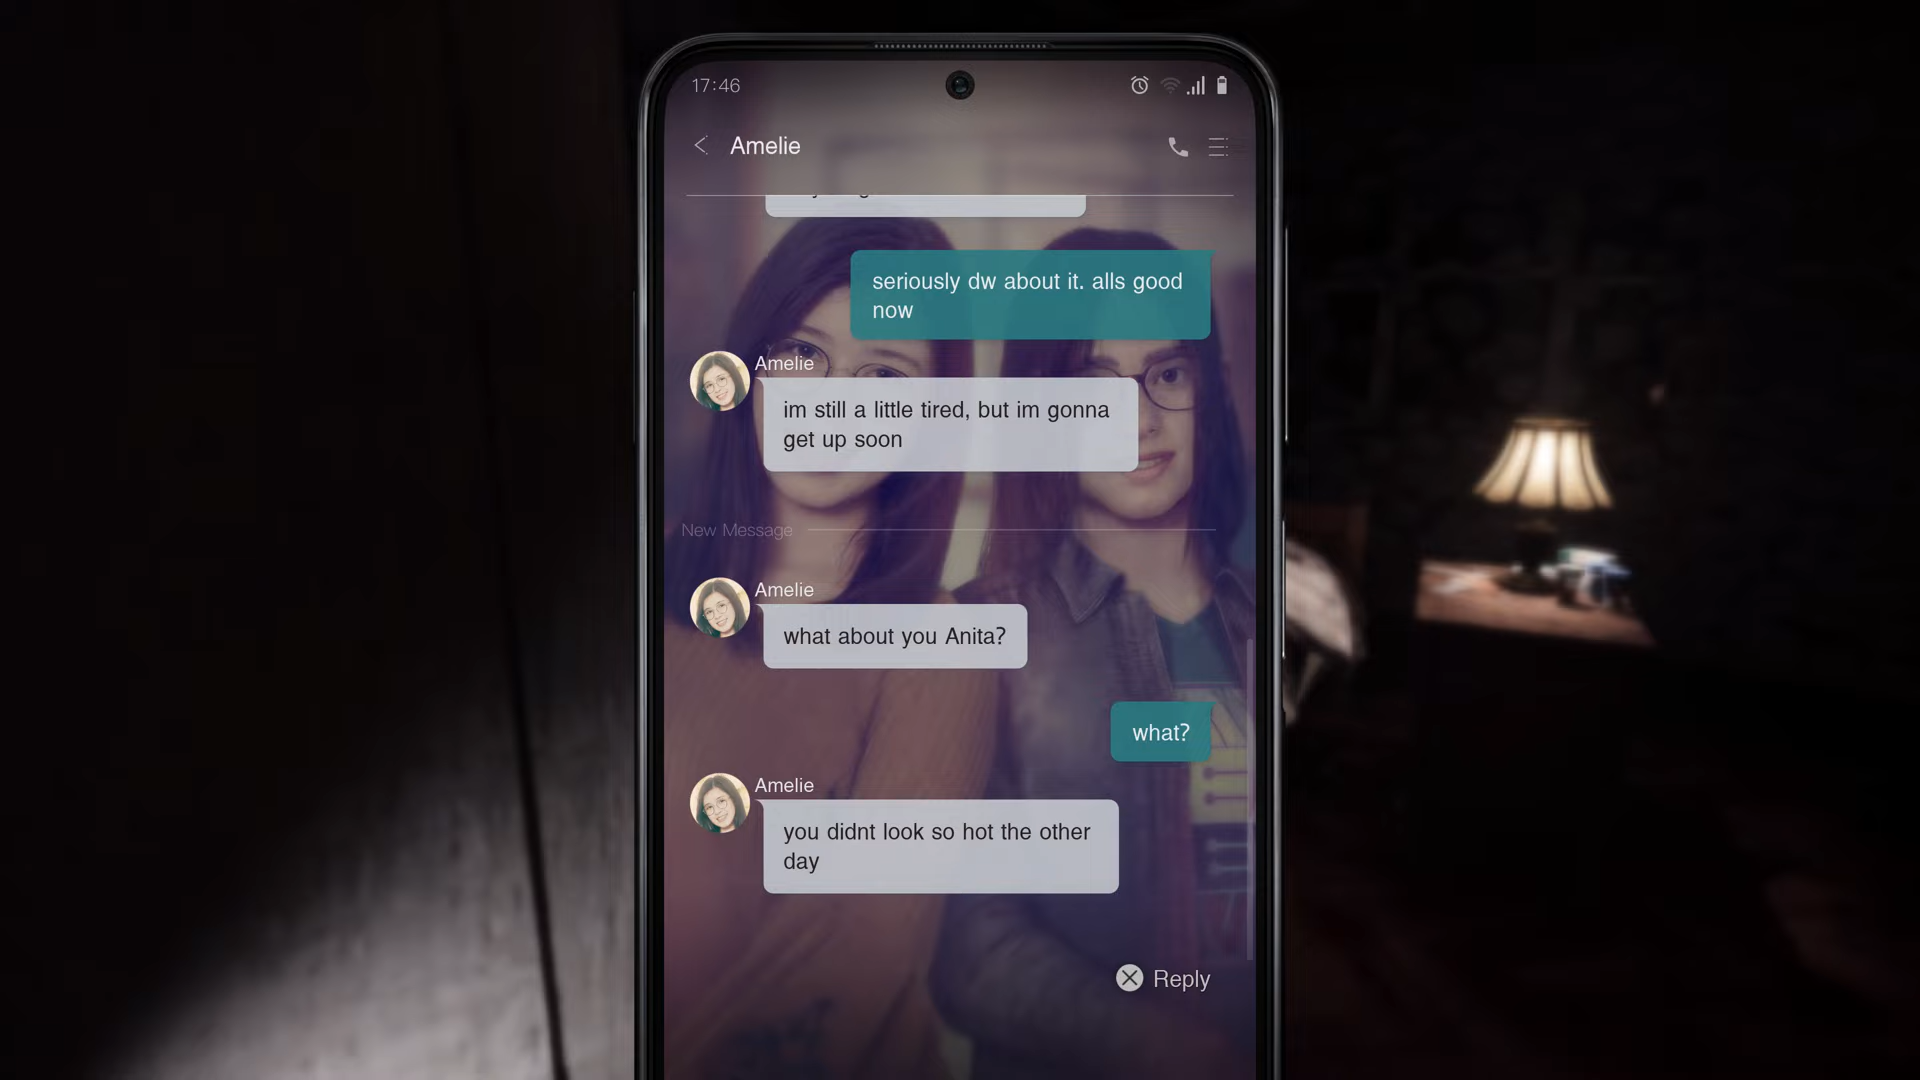 17:46
Amelie
seriously dw about it. alls good
now
Amelie
im still a little tired, but im gonna
get up soon
New Message
Amelie
what about you Anita?
what?
Amelie
you didnt look so hot the other
day
Reply